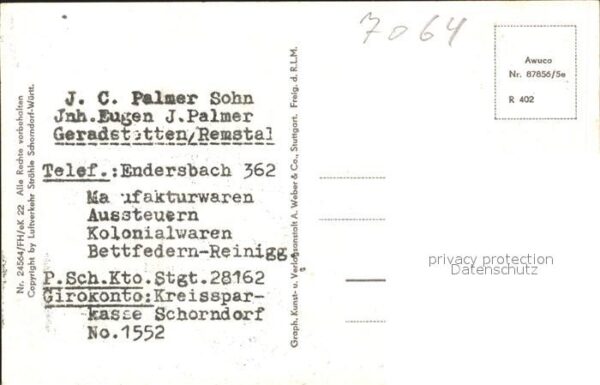 7064
Awuco
Nr. 87856/5e
R 402
J. C. Palmer Sohn
Jnh.Eugen J.Palmer
Geradstetten/Remstal
Telef.:Endersbach 362
Ma ufakturwaren
Aussteuern
Kolonialwaren
Bettfedern-Reinigg
P.Sch.Kto.Stgt.28162
Girokonto:Kreisspar-
kasse Schorndorf
No.1552
Nr. 24564/FH/eK 22 Alle Rechte vorbehalten
Copyright by Luftverkehr Strähle Schorndorf-Württ.
Graph. Kunst- u. Verlagsanstalt A. Weber & Co., Stuttgart. Freig. d. R.L.M.
privacy protection
Datenschutz